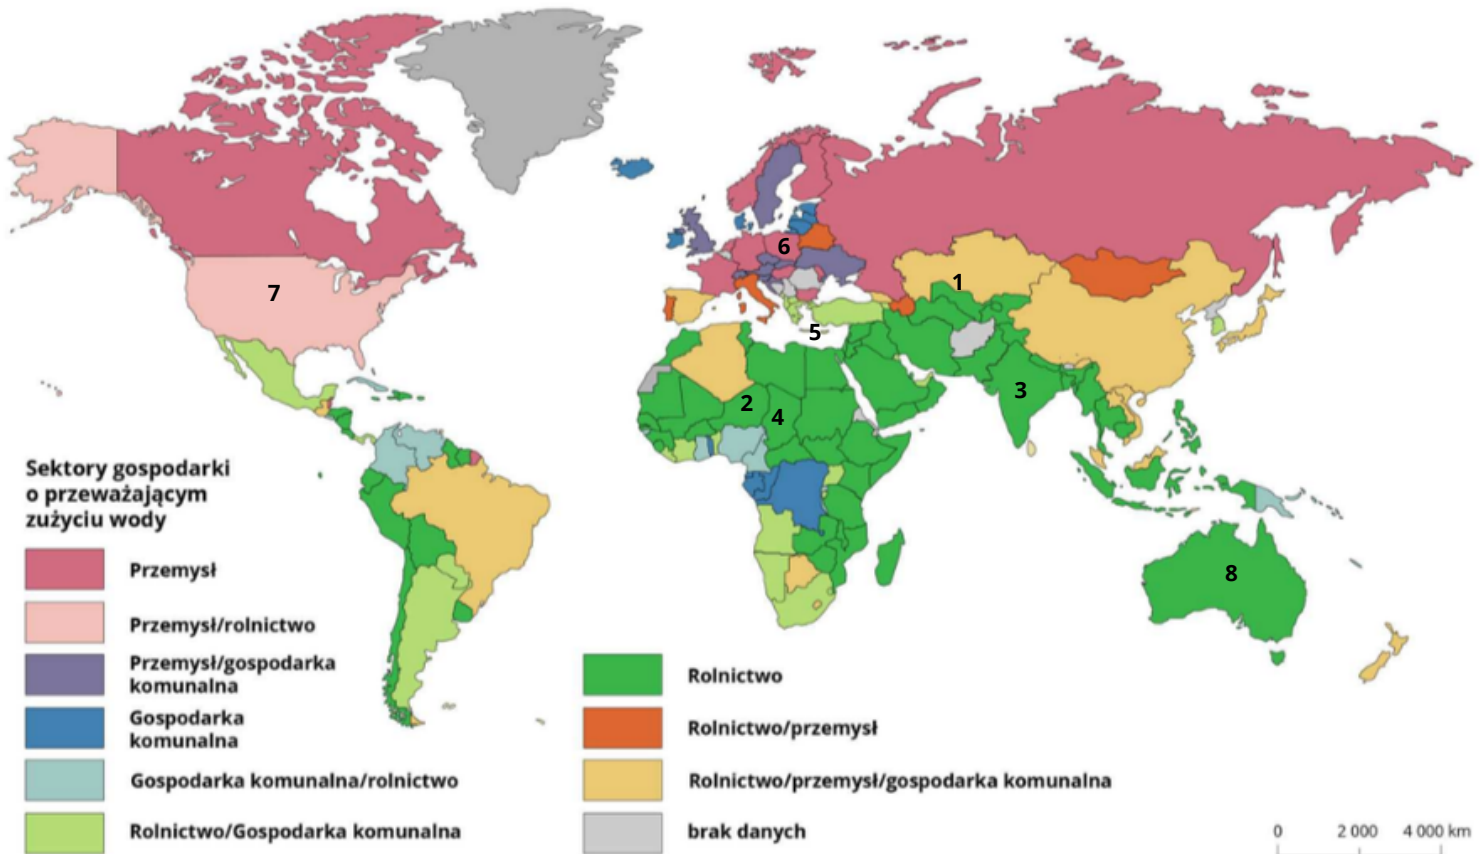 6
7
1
5
3
2
4
8
Sektory gospodarki
o przeważającym
zużyciu wody
Przemysł
Przemysł/rolnictwo
Przemysł/gospodarka
komunalna
Gospodarka
komunalna
Gospodarka komunalna/rolnictwo
Rolnictwo/Gospodarka komunalna
Rolnictwo
Rolnictwo/przemysł
Rolnictwo/przemysł/gospodarka komunalna
brak danych
0 2 000 4 000 km